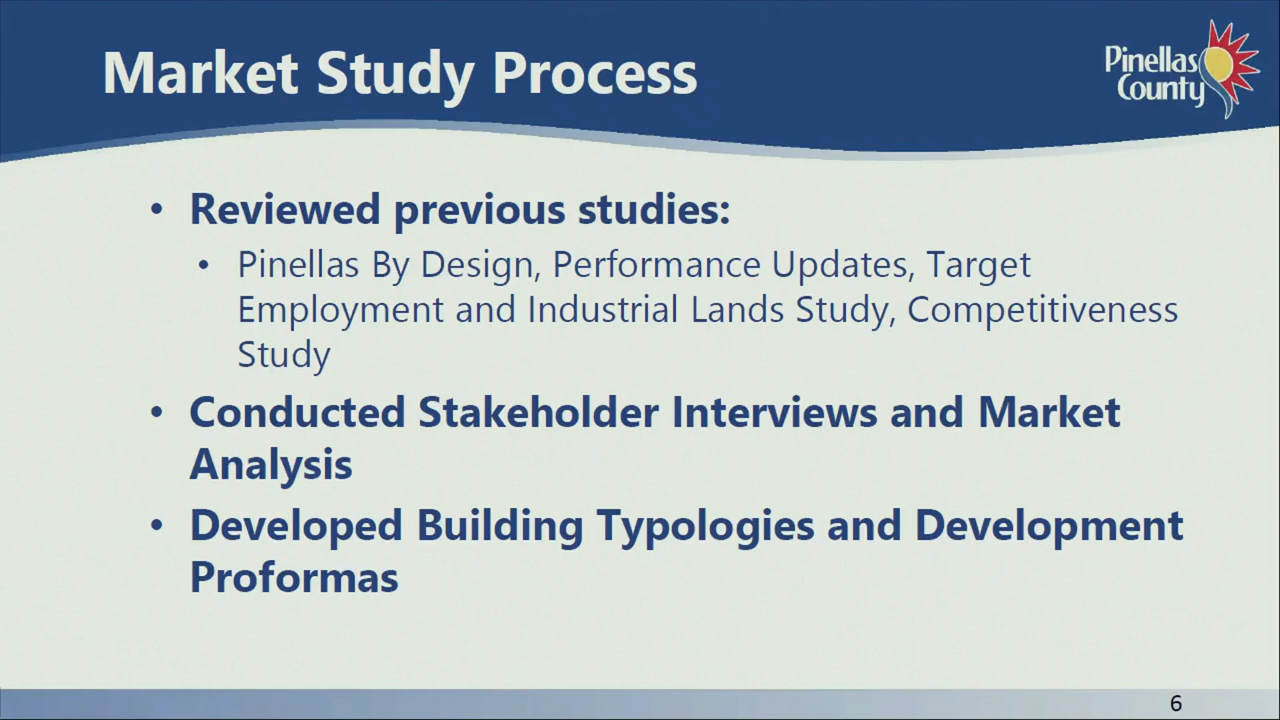 Market Study Process
Pinellas
County
• Reviewed previous studies:
• Pinellas By Design, Performance Updates, Target
Employment and Industrial Lands Study, Competitiveness
Study
• Conducted Stakeholder Interviews and Market
Analysis
• Developed Building Typologies and Development
Proformas
6